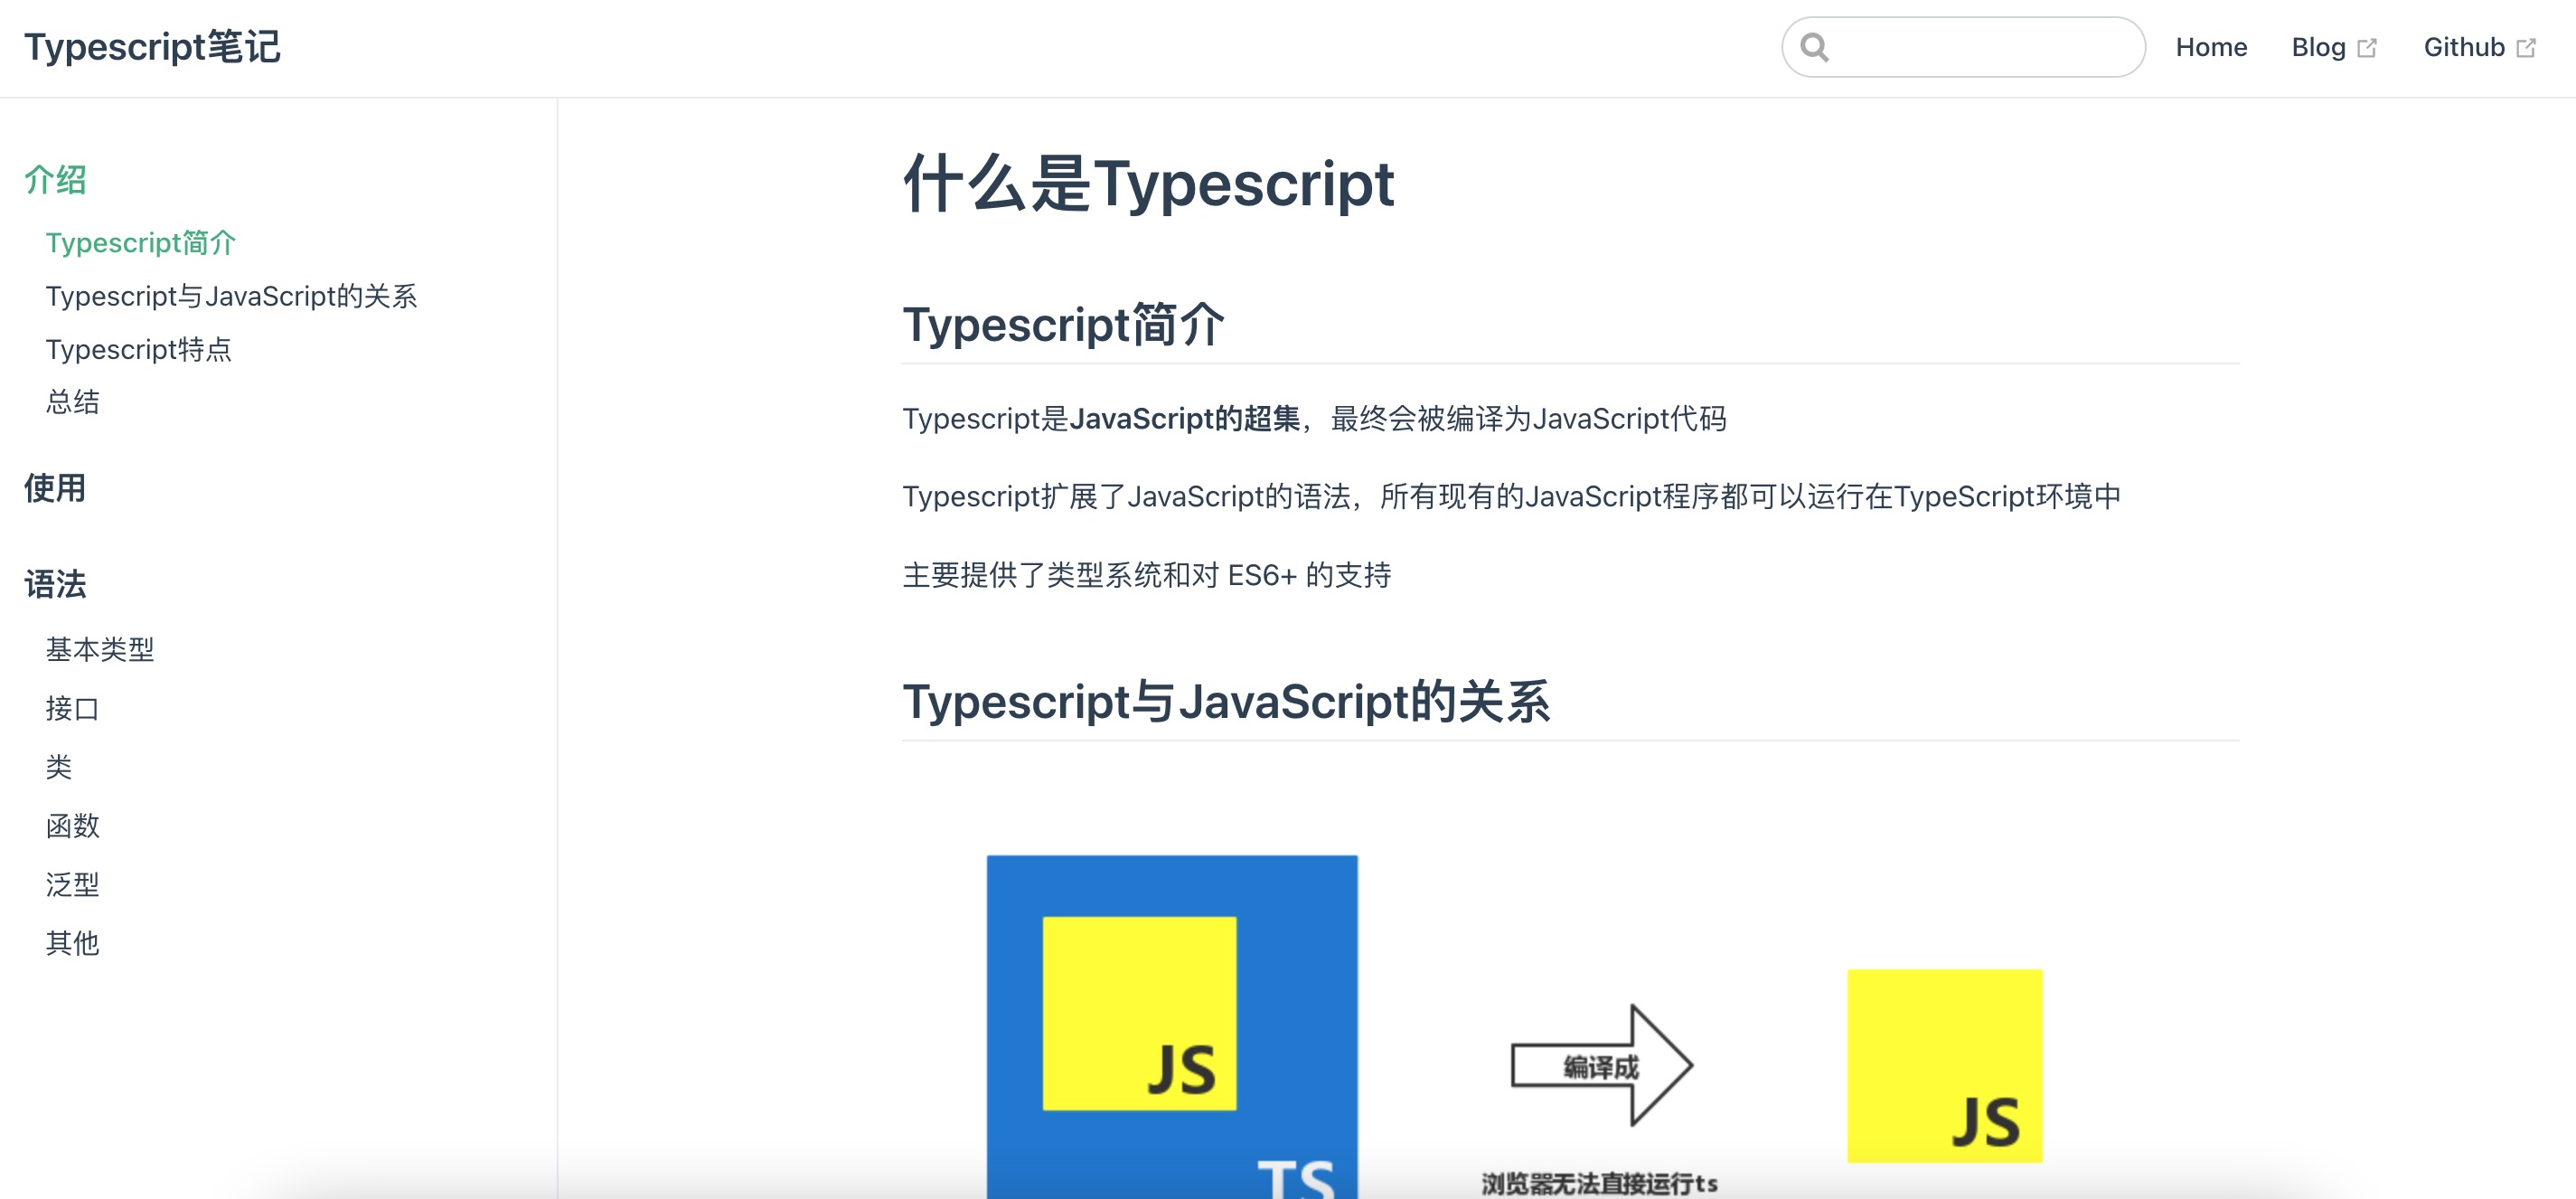 Typescript笔记
Home
Blog
Github
介绍
Typescript简介
Typescript与JavaScript的关系
Typescript特点
总结
使用
语法
基本类型
接口
类
函数
泛型
其他
什么是Typescript
Typescript简介
Typescript是JavaScript的超集，最终会被编译为JavaScript代码
Typescript扩展了JavaScript的语法，所有现有的JavaScript程序都可以运行在TypeScript环境中
主要提供了类型系统和对 ES6+ 的支持
Typescript与JavaScript的关系
JS
TS
编译成
浏览器无法直接运行ts
JS